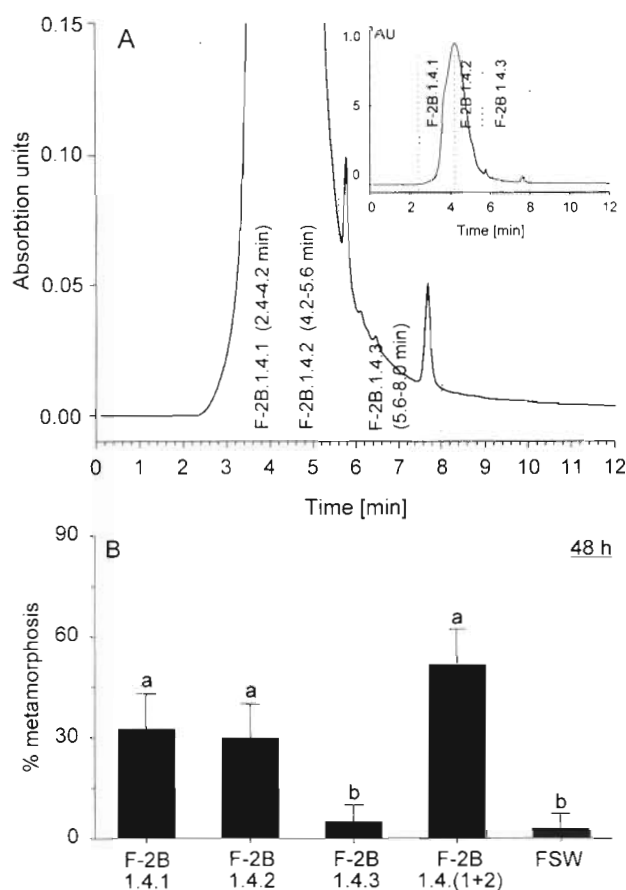 A
0.15
0.10
0.05
0.00
Absorbtion units
F-2B.1.4.1 (2.4-4.2 min)
F-2B.1.4.2 (4.2-5.6 min)
F-2B.1.4.3
(5.6-8.0 min)
0 1 2 3 4 5 6 7 8 9 10 11 12
Time [min]
1.0 AU
5
0
F-2B.1.4.1
F-2B.1.4.2
F-2B 1 4.3
0 2 4 6 8 10 12
Time [min]
B
48 h
90
60
30
0
% metamorphosis
a a b a b
F-2B F-2B F-2B F-2B FSW
1.4.1 1.4.2 1.4.3 1.4.(1+2)